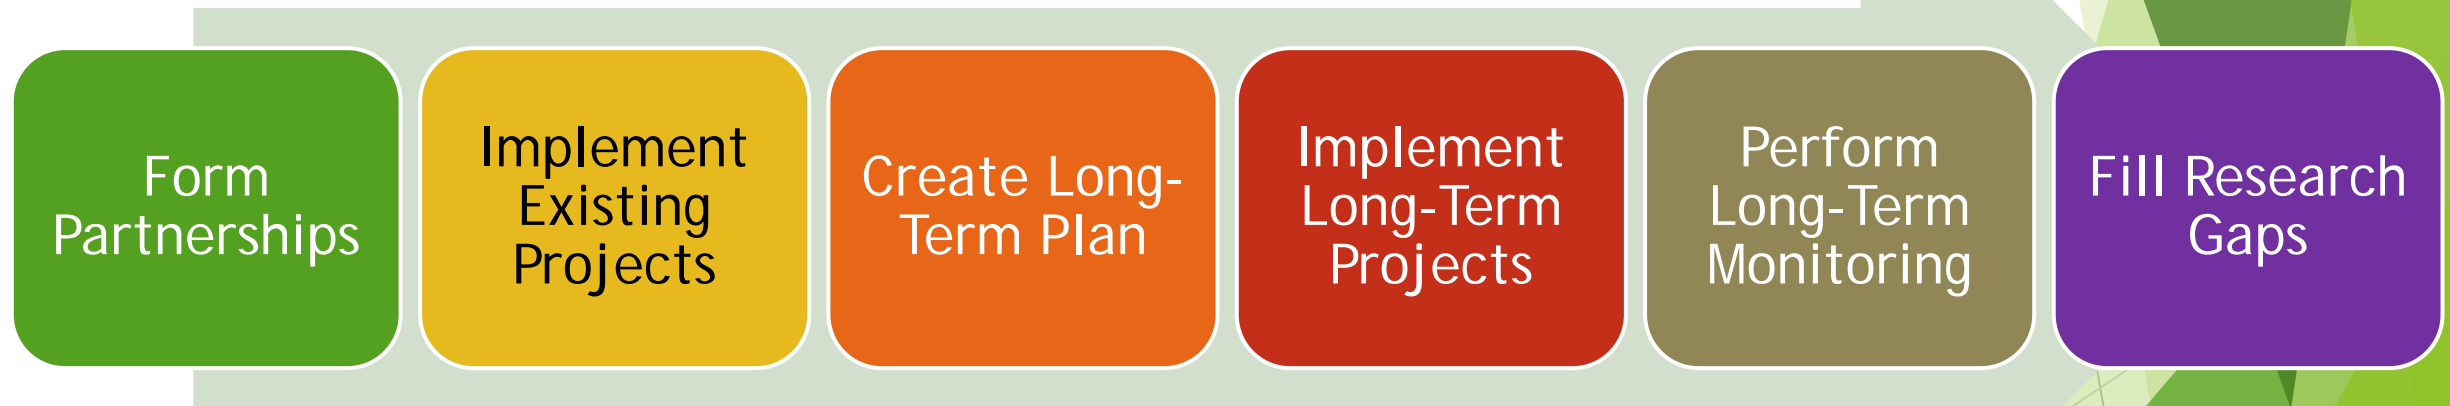 Form
Partnerships
Implement
Existing
Projects
Create Long-
Term Plan
Implement
Long-Term
Projects
Perform
Long-Term
Monitoring
Fill Research
Gaps